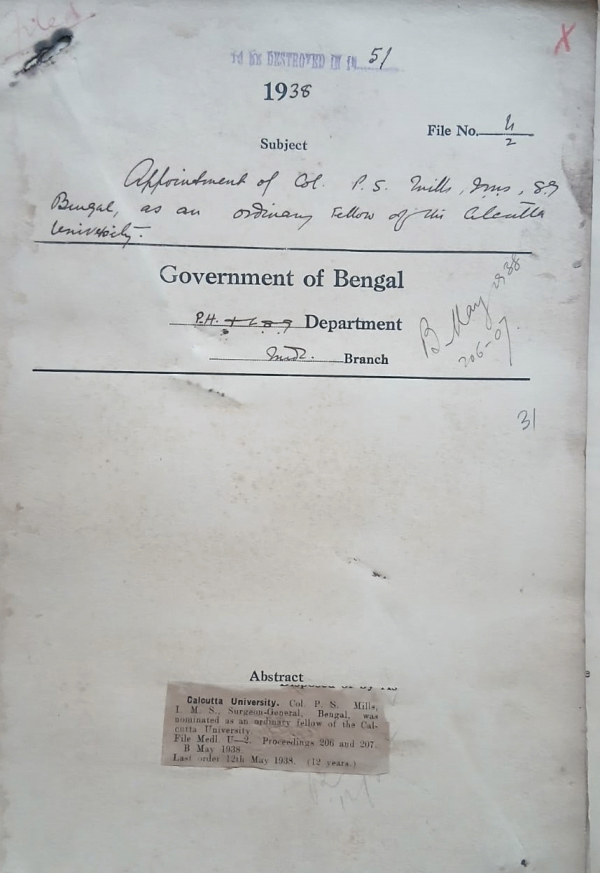 Filed
TO BE DESTROYED IN 19 51
1938
File No. U/2
Subject
Appointment of Col. P. S. Mills, I.M.S., S.G
Bengal, as an ordinary Fellow of the Calcutta
University.
Government of Bengal
P.H. & L.S.G Department
Medl. Branch
B May 1938
206-07.
31
Abstract
Calcutta University. Col. P. S. Mills,
I. M. S., Surgeon-General, Bengal, was
nominated as an ordinary fellow of the Cal-
cutta University.
File Medl. U—2. Proceedings 206 and 207.
B May 1938.
Last order 12th May 1938. (12 years.)